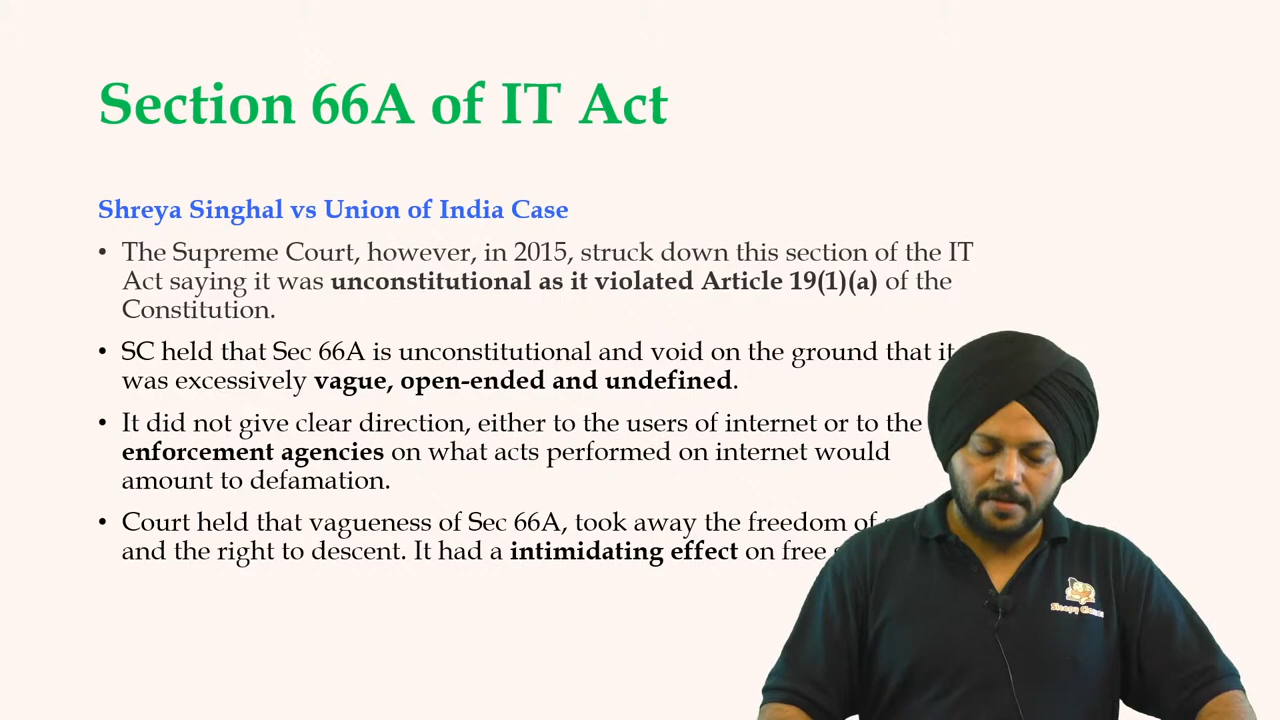 Section 66A of IT Act
Shreya Singhal vs Union of India Case
• The Supreme Court, however, in 2015, struck down this section of the IT
Act saying it was unconstitutional as it violated Article 19(1)(a) of the
Constitution.
• SC held that Sec 66A is unconstitutional and void on the ground that it
was excessively vague, open-ended and undefined.
• It did not give clear direction, either to the users of internet or to the
enforcement agencies on what acts performed on internet would
amount to defamation.
• Court held that vagueness of Sec 66A, took away the freedom of
and the right to descent. It had a intimidating effect on free
Sleepy